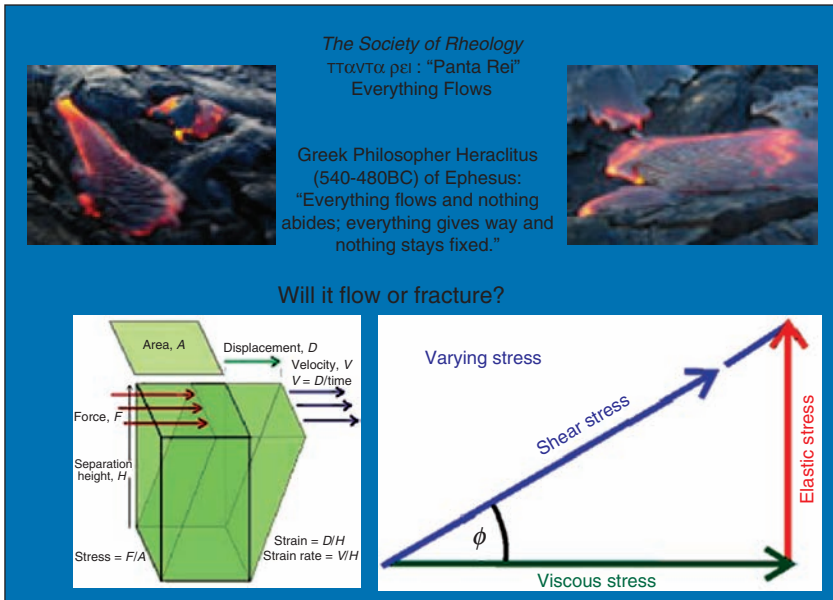 The Society of Rheology
ττανταρει : “Panta Rei”
Everything Flows
Greek Philosopher Heraclitus
(540-480BC) of Ephesus:
“Everything flows and nothing
abides; everything gives way and
nothing stays fixed.”
Will it flow or fracture?
Area, A
Displacement, D
Velocity, V
V = D/time
Force, F
Separation
height, H
Strain = D/H
Stress = F/A
Strain rate = V/H
Varying stress
Shear stress
Elastic stress
ϕ
Viscous stress